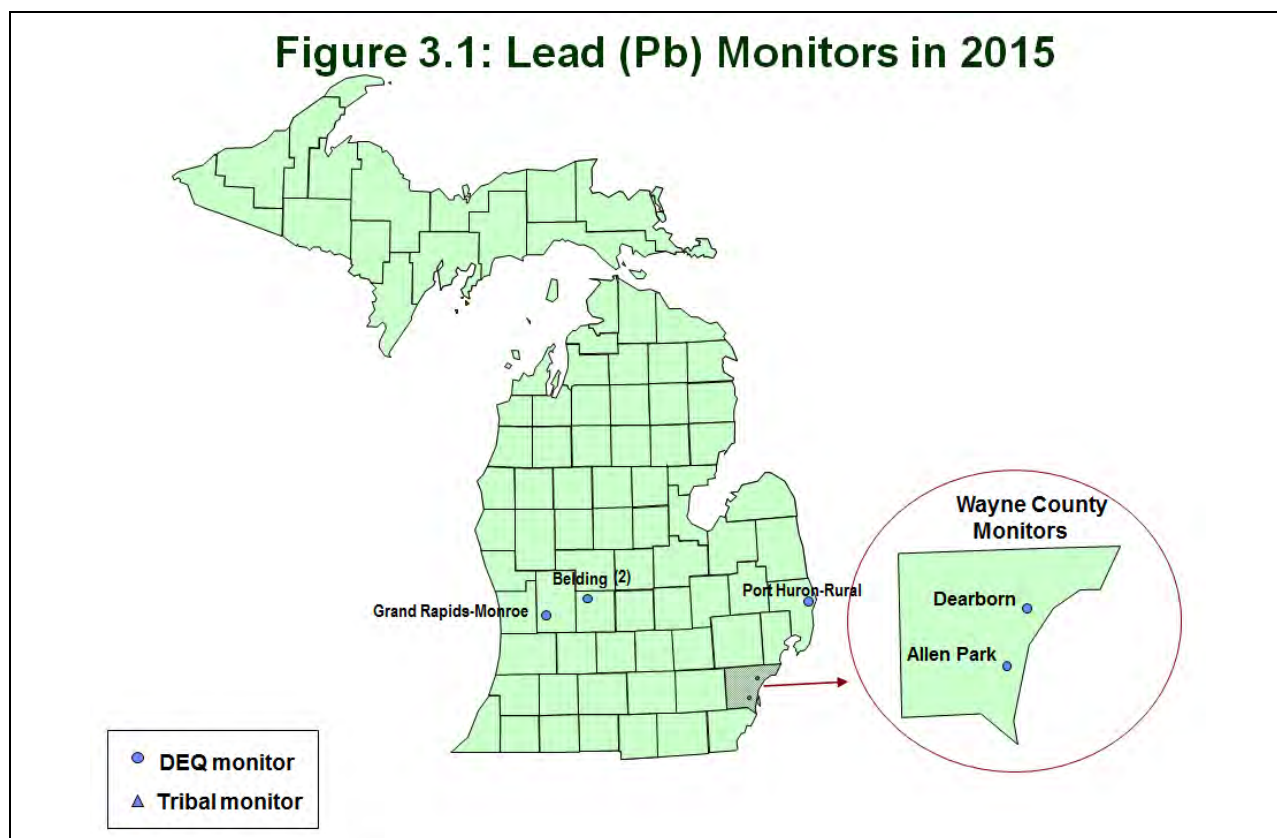 Figure 3.1: Lead (Pb) Monitors in 2015
Wayne County
Monitors
Belding (2)
Port Huron-Rural
Grand Rapids-Monroe
Dearborn
Allen Park
DEQ monitor
Tribal monitor